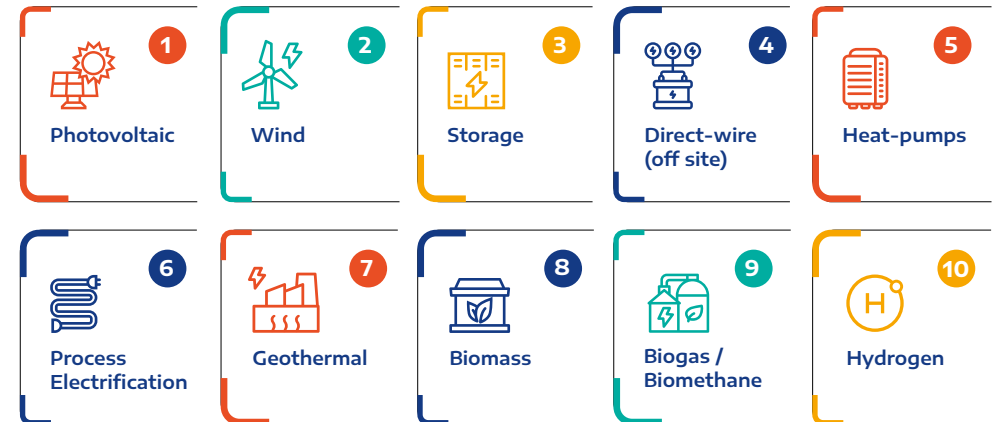 1
Photovoltaic
2
Wind
3
Storage
4
Direct-wire
(off site)
5
Heat-pumps
6
Process
Electrification
7
Geothermal
8
Biomass
9
Biogas /
Biomethane
10
H
Hydrogen